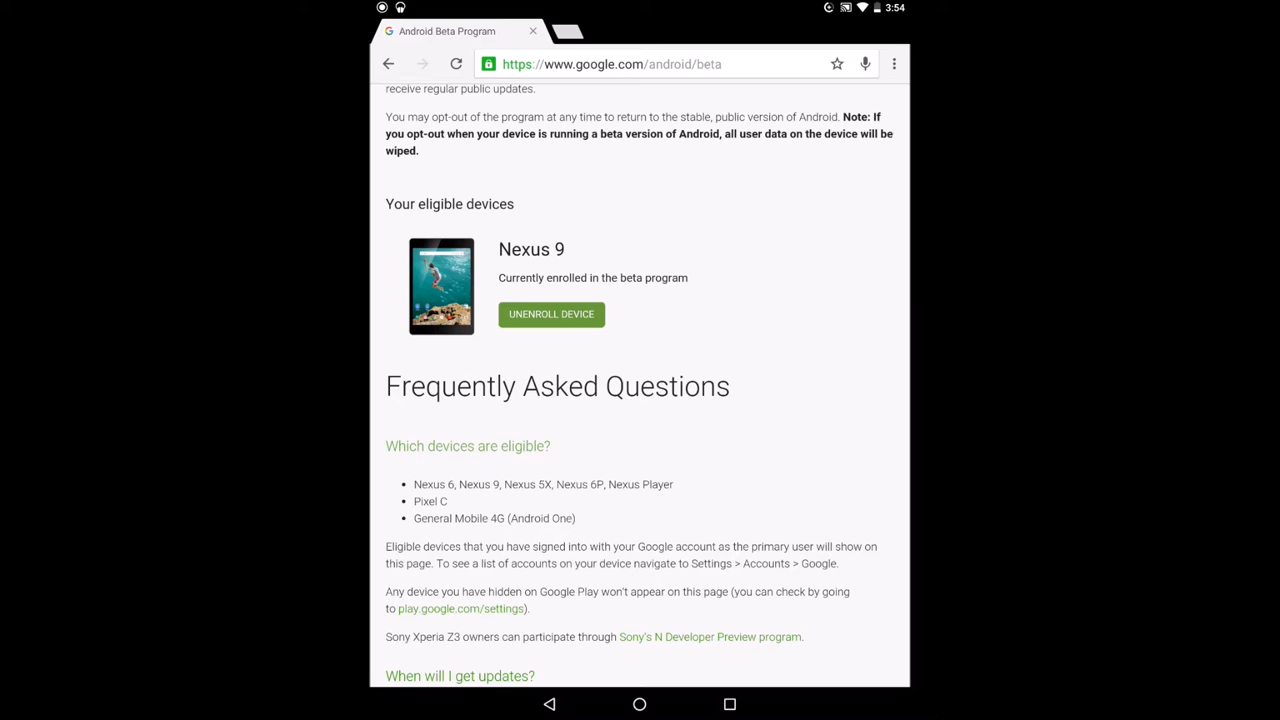 3:54
Android Beta Program
https://www.google.com/android/beta
receive regular public updates.
You may opt-out of the program at any time to return to the stable, public version of Android. Note: If
you opt-out when your device is running a beta version of Android, all user data on the device will be
wiped.
Your eligible devices
Nexus 9
Currently enrolled in the beta program
UNENROLL DEVICE
Frequently Asked Questions
Which devices are eligible?
• Nexus 6, Nexus 9, Nexus 5X, Nexus 6P, Nexus Player
• Pixel C
• General Mobile 4G (Android One)
Eligible devices that you have signed into with your Google account as the primary user will show on
this page. To see a list of accounts on your device navigate to Settings > Accounts > Google.
Any device you have hidden on Google Play won't appear on this page (you can check by going
to play.google.com/settings).
Sony Xperia Z3 owners can participate through Sony's N Developer Preview program.
When will I get updates?